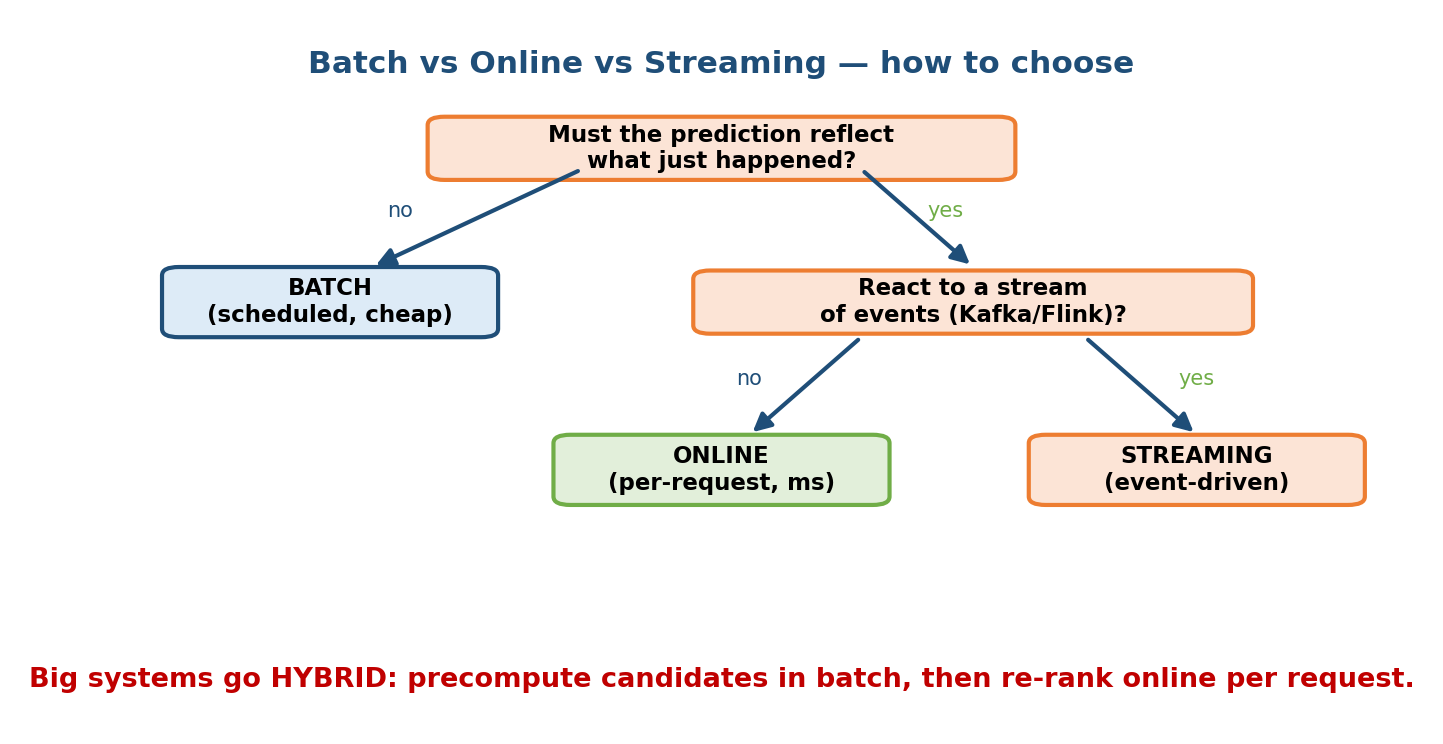 Batch vs Online vs Streaming — how to choose
Must the prediction reflect
what just happened?
no
yes
BATCH
(scheduled, cheap)
React to a stream
of events (Kafka/Flink)?
no
yes
ONLINE
(per-request, ms)
STREAMING
(event-driven)
Big systems go HYBRID: precompute candidates in batch, then re-rank online per request.